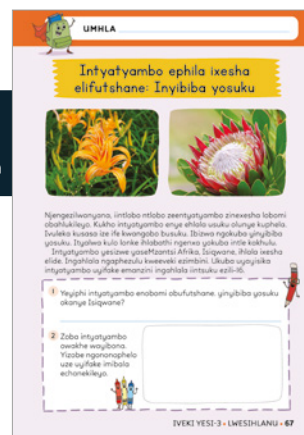 UMHLA
Intyatyambo ephila ixesha
elifutshane: Inyibiba yosuku
Njengezilwanyana, iintlobo ntlobo zeentyatyambo zinexesha lobomi
obahlukileyo. Kukho intyatyambo enye ehlala usuku olunye kuphela.
Ivuleka kusasa ize ife kwangobo busuku. Ibizwa ngokuba yinyibiba
yosuku. Ityalwa kulo lonke ihlabathi ngenxa yokuba intle kakhulu.
Intyatyambo yesizwe yaseMzantsi Afrika, Isiqwane, ihlala ixesha
elide. Ingahlala ngaphezulu kweeveki ezimbini. Ukuba uyayisika
intyatyambo uyifake emanzini ingahlala iintsuku ezili-16.
1 Yeyiphi intyatyambo enobomi obufutshane, yinyibiba yosuku
okanye Isiqwane?
2 Zoba intyatyambo
owakhe wayibona.
Yizobe ngononophelo
uze uyifake imibala
echanekileyo.
IVEKI YESI-3 • LWESIHLANU • 67